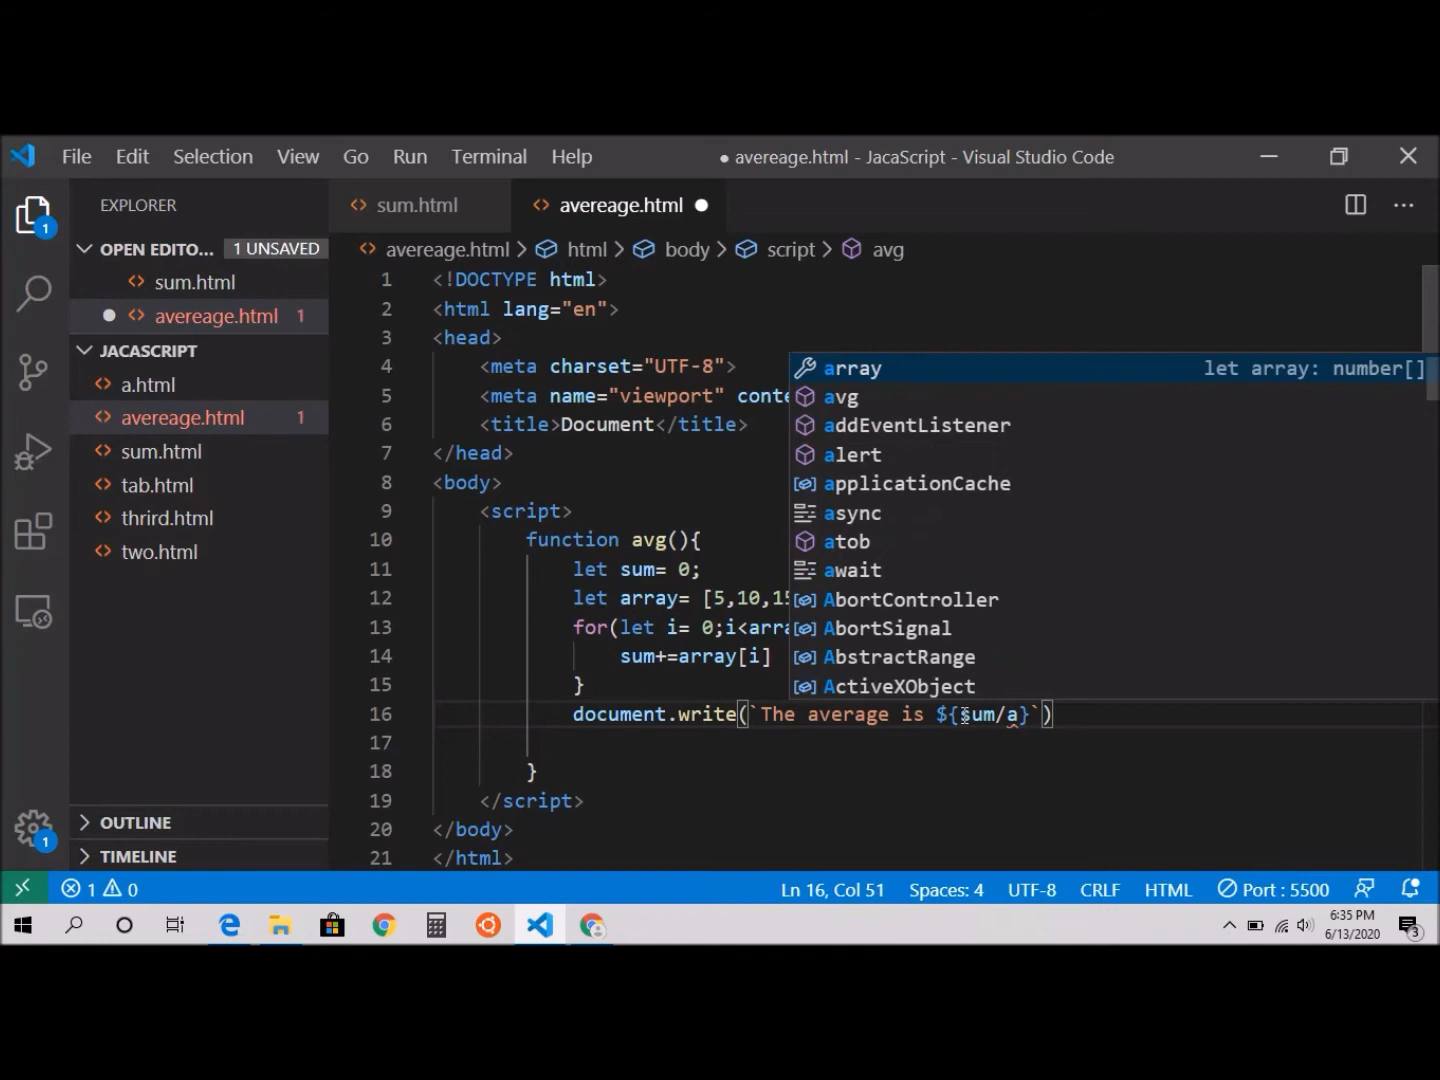 File Edit Selection View Go Run Terminal Help ● avereage.html - JacaScript - Visual Studio Code
EXPLORER
sum.html
avereage.html
OPEN EDITO... 1 UNSAVED
avereage.html > html > body > script > avg
1
sum.html
avereage.html 1
JACASCRIPT
a.html
avereage.html 1
sum.html
tab.html
thrird.html
two.html
OUTLINE
TIMELINE
1
1 <!DOCTYPE html>
2 <html lang="en">
3 <head>
4 <meta charset="UTF-8">
5 <meta name="viewport" conte
6 <title>Document</title>
7 </head>
8 <body>
9 <script>
10 function avg(){
11 let sum= 0;
12 let array= [5,10,15
13 for(let i= 0;i<arra
14 sum+=array[i]
15 }
16 document.write(`The average is ${sum/a}`)
17
18 }
19 </script>
20 </body>
21 </html>
array let array: number[]
avg
addEventListener
alert
applicationCache
async
atob
await
AbortController
AbortSignal
AbstractRange
ActiveXObject
1 0 Ln 16, Col 51 Spaces: 4 UTF-8 CRLF HTML Port : 5500
6:35 PM
6/13/2020
3